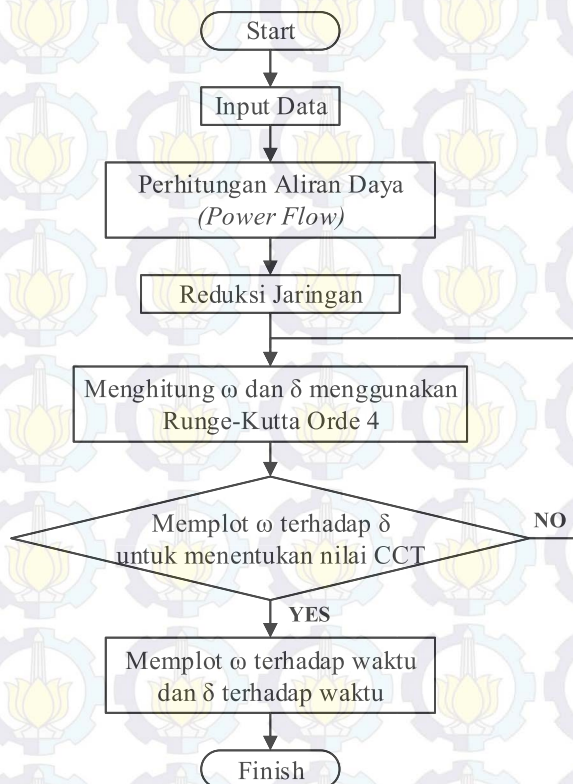 Start
Input Data
Perhitungan Aliran Daya
(Power Flow)
Reduksi Jaringan
Menghitung ω dan δ menggunakan
Runge-Kutta Orde 4
Memplot ω terhadap δ
untuk menentukan nilai CCT
NO
YES
Memplot ω terhadap waktu
dan δ terhadap waktu
Finish